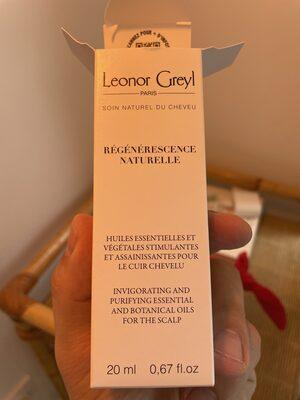 Leonor Greyl
PARIS
SOIN NATUREL DU CHEVEU
RÉGÉNÉRESCENCE
NATURELLE
HUILES ESSENTIELLES ET
VÉGÉTALES STIMULANTES
ET ASSAINISSANTES POUR
LE CUIR CHEVELU
INVIGORATING AND
PURIFYING ESSENTIAL
AND BOTANICAL OILS
FOR THE SCALP
20 ml 0,67 fl.oz